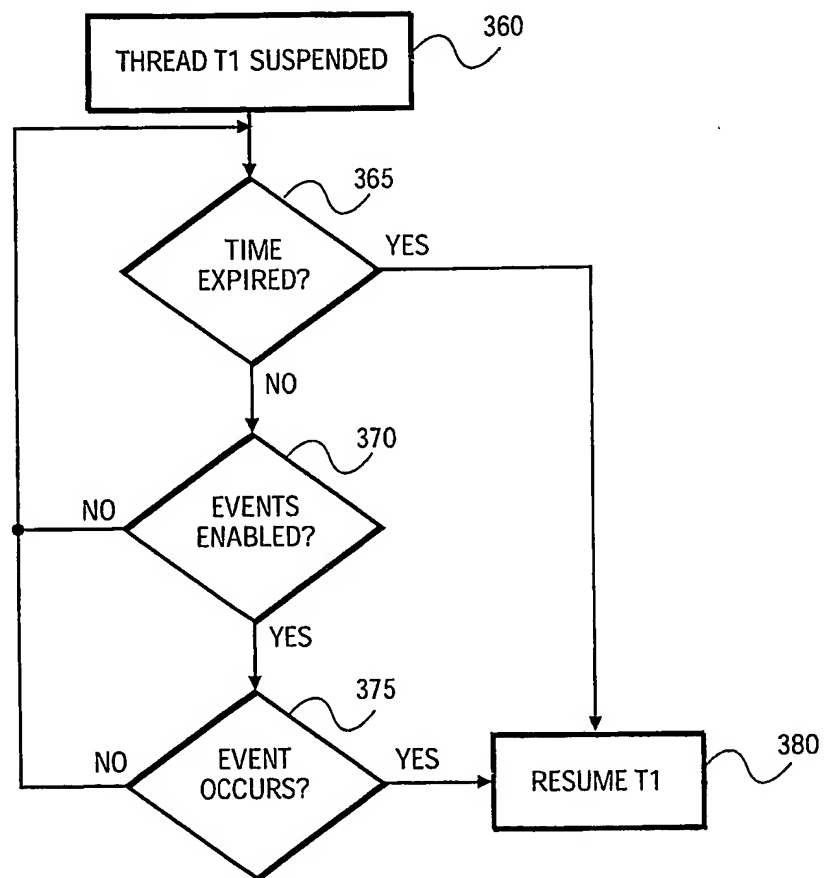 360
THREAD T1 SUSPENDED
365
TIME
EXPIRED?
YES
NO
370
EVENTS
ENABLED?
NO
YES
375
EVENT
OCCURS?
NO
YES
RESUME T1
380